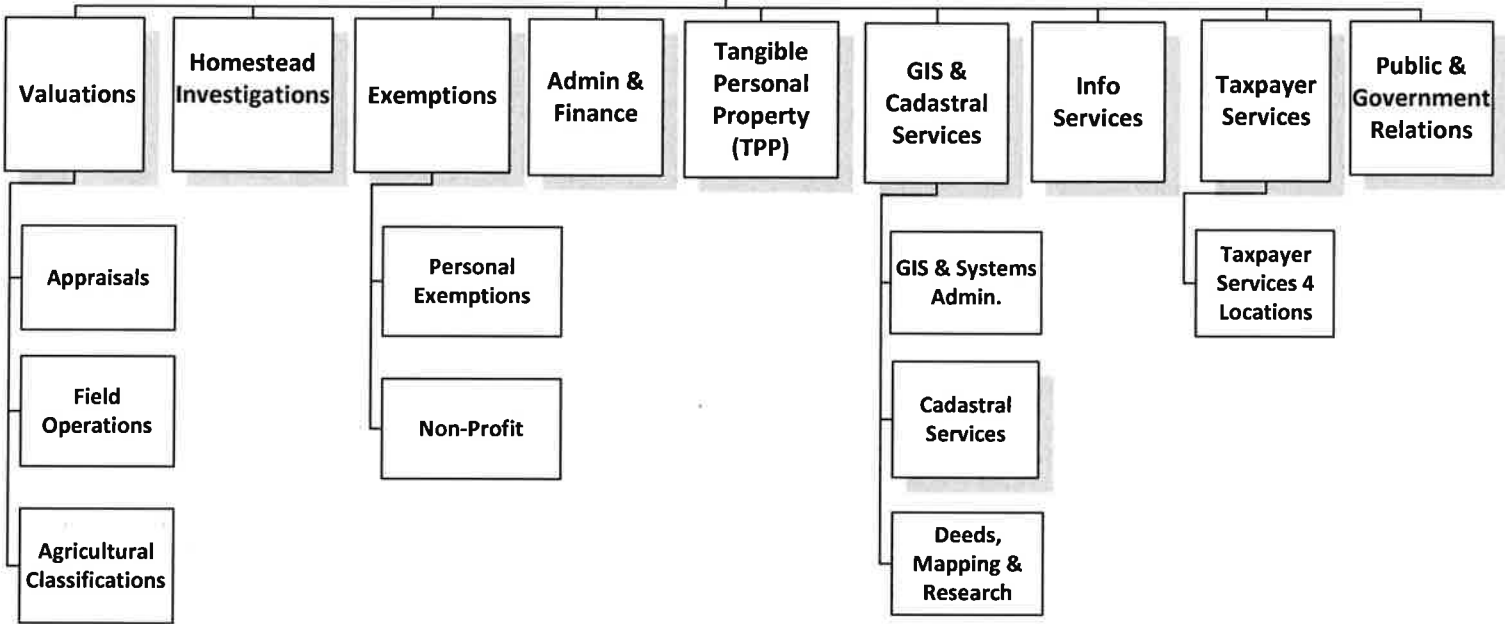 Valuations
Homestead
Investigations
Exemptions
Admin &
Finance
Tangible
Personal
Property
(TPP)
GIS &
Cadastral
Services
Info
Services
Taxpayer
Services
Public &
Government
Relations
Appraisals
Field
Operations
Agricultural
Classifications
Personal
Exemptions
Non-Profit
GIS & Systems
Admin.
Cadastral
Services
Deeds,
Mapping &
Research
Taxpayer
Services 4
Locations